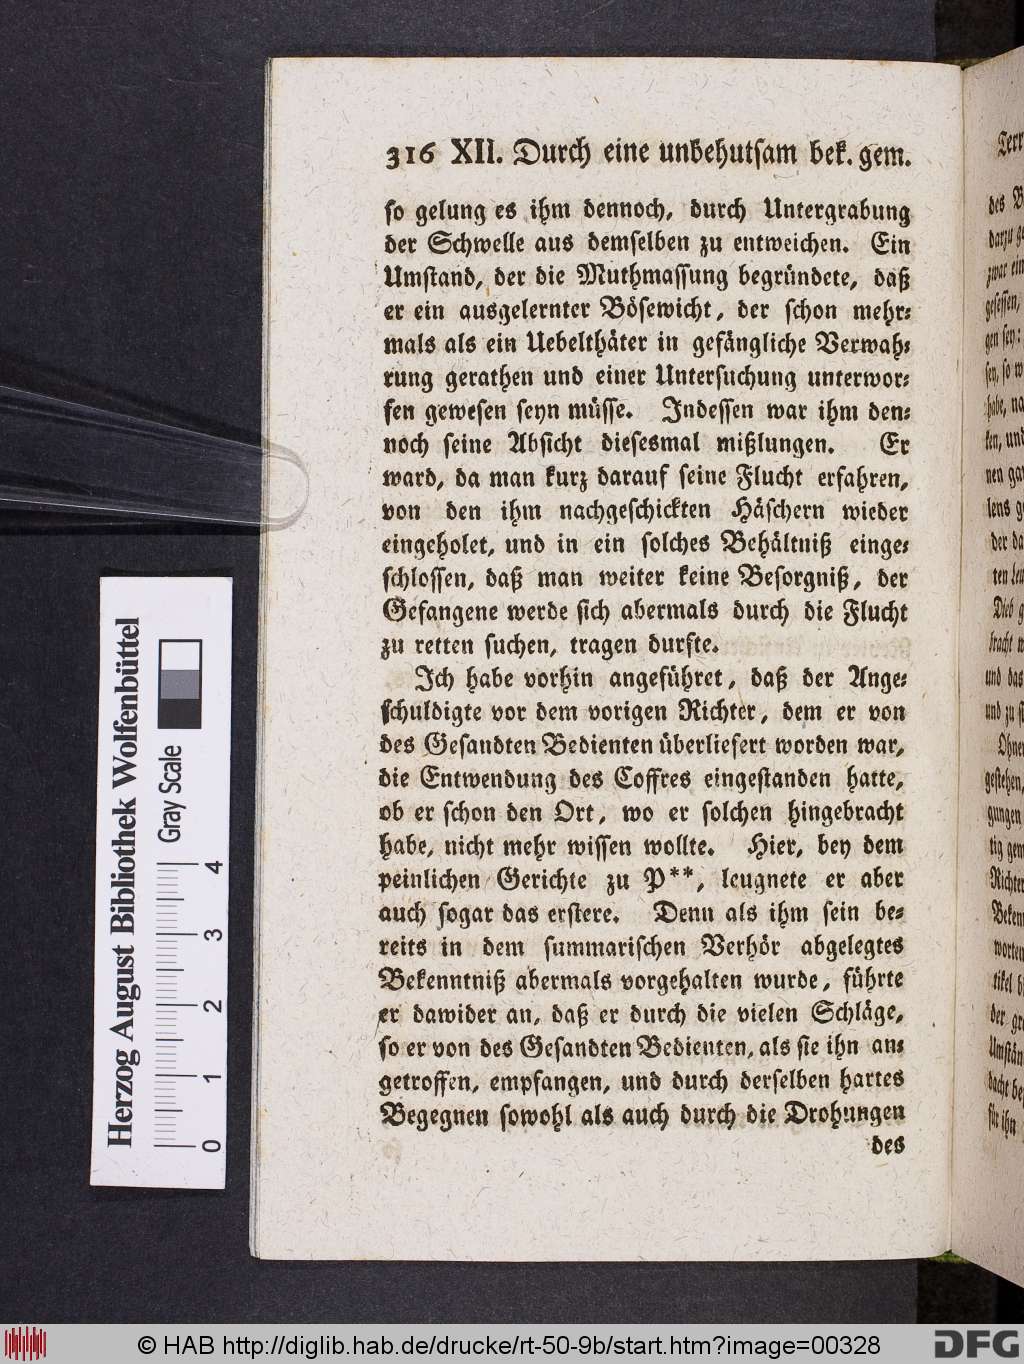 316 XII. Durch eine unbehutsam bek. gem.
so gelung es ihm dennoch, durch Untergrabung
der Schwelle aus demselben zu entweichen. Ein
Umstand, der die Muthmassung begründete, daß
er ein ausgelernter Bösewicht, der schon mehr-
mals als ein Uebelthäter in gefängliche Verwah-
rung gerathen und einer Untersuchung unterwor-
fen gewesen seyn müsse. Indessen war ihm den-
noch seine Absicht diesesmal mißlungen. Er
ward, da man kurz darauf seine Flucht erfahren,
von den ihm nachgeschickten Häschern wieder
eingeholet, und in ein solches Behältniß einge-
schlossen, daß man weiter keine Besorgniß, der
Gefangene werde sich abermals durch die Flucht
zu retten suchen, tragen durfte.
Ich habe vorhin angeführet, daß der Ange-
schuldigte vor dem vorigen Richter, dem er von
des Gesandten Bedienten überliefert worden war,
die Entwendung des Coffres eingestanden hatte,
ob er schon den Ort, wo er solchen hingebracht
habe, nicht mehr wissen wollte. Hier, bey dem
peinlichen Gerichte zu P**, leugnete er aber
auch sogar das erstere. Denn als ihm sein be-
reits in dem summarischen Verhör abgelegtes
Bekenntniß abermals vorgehalten wurde, führte
er dawider an, daß er durch die vielen Schläge,
so er von des Gesandten Bedienten, als sie ihn an-
getroffen, empfangen, und durch derselben hartes
Begegnen sowohl als auch durch die Drohungen
des
Herzog August Bibliothek Wolfenbüttel
Gray Scale
0 1 2 3 4
© HAB http://diglib.hab.de/drucke/rt-50-9b/start.htm?image=00328
DFG